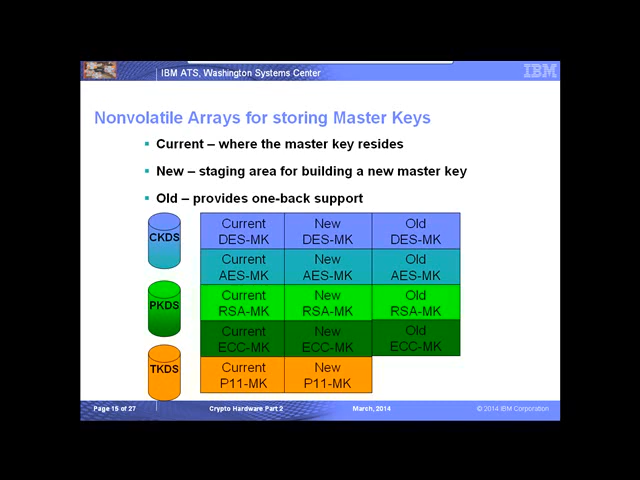 IBM ATS, Washington Systems Center
IBM
Nonvolatile Arrays for storing Master Keys
Current – where the master key resides
New – staging area for building a new master key
Old – provides one-back support
CKDS
Current DES-MK
New DES-MK
Old DES-MK
Current AES-MK
New AES-MK
Old AES-MK
PKDS
Current RSA-MK
New RSA-MK
Old RSA-MK
Current ECC-MK
New ECC-MK
Old ECC-MK
TKDS
Current P11-MK
New P11-MK
Page 15 of 27
Crypto Hardware Part 2
Marsh, 2014
© 2014 IBM Corporation